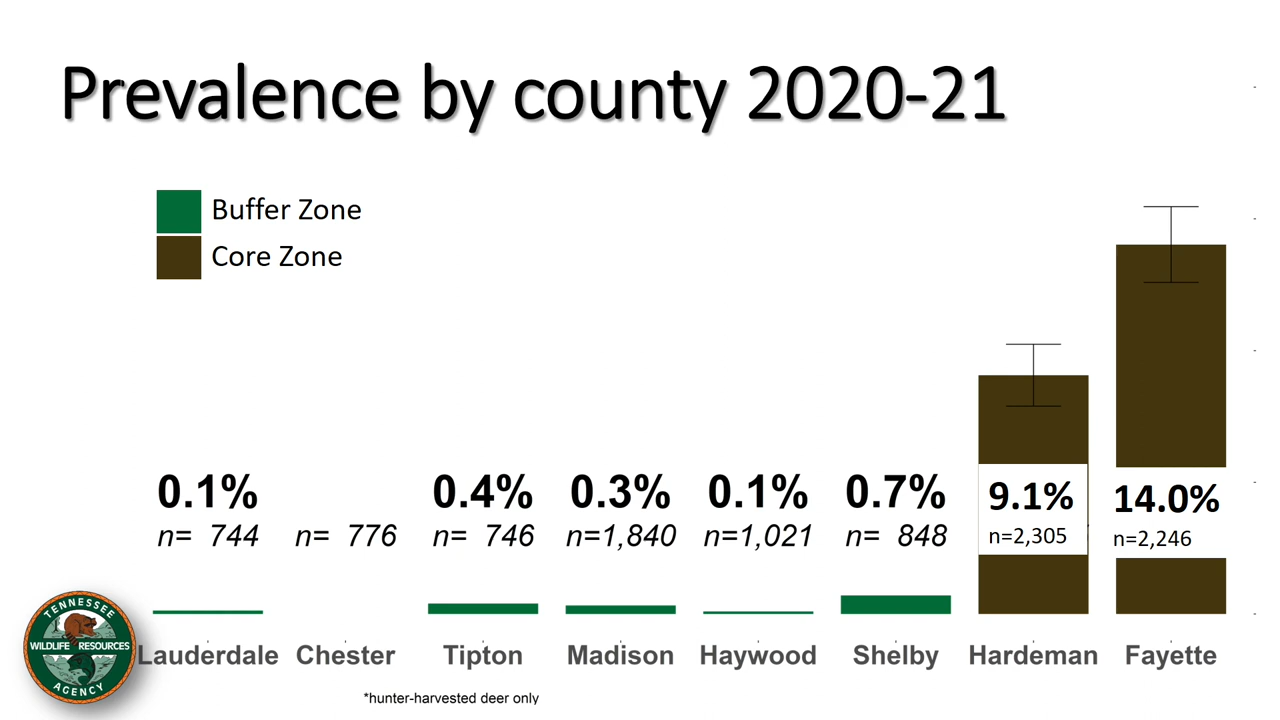 Prevalence by county 2020-21
Buffer Zone
Core Zone
0.1% 0.4% 0.3% 0.1% 0.7% 9.1% 14.0%
n= 744 n= 776 n= 746 n=1,840 n=1,021 n= 848 n=2,305 n=2,246
TENNESSEE
WILDLIFE RESOURCES
AGENCY
Lauderdale Chester Tipton Madison Haywood Shelby Hardeman Fayette
*hunter-harvested deer only